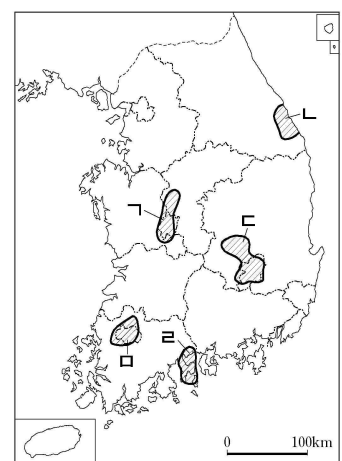 ㄴ
ㄱ
ㄷ
ㄹ
ㅁ
0 100km